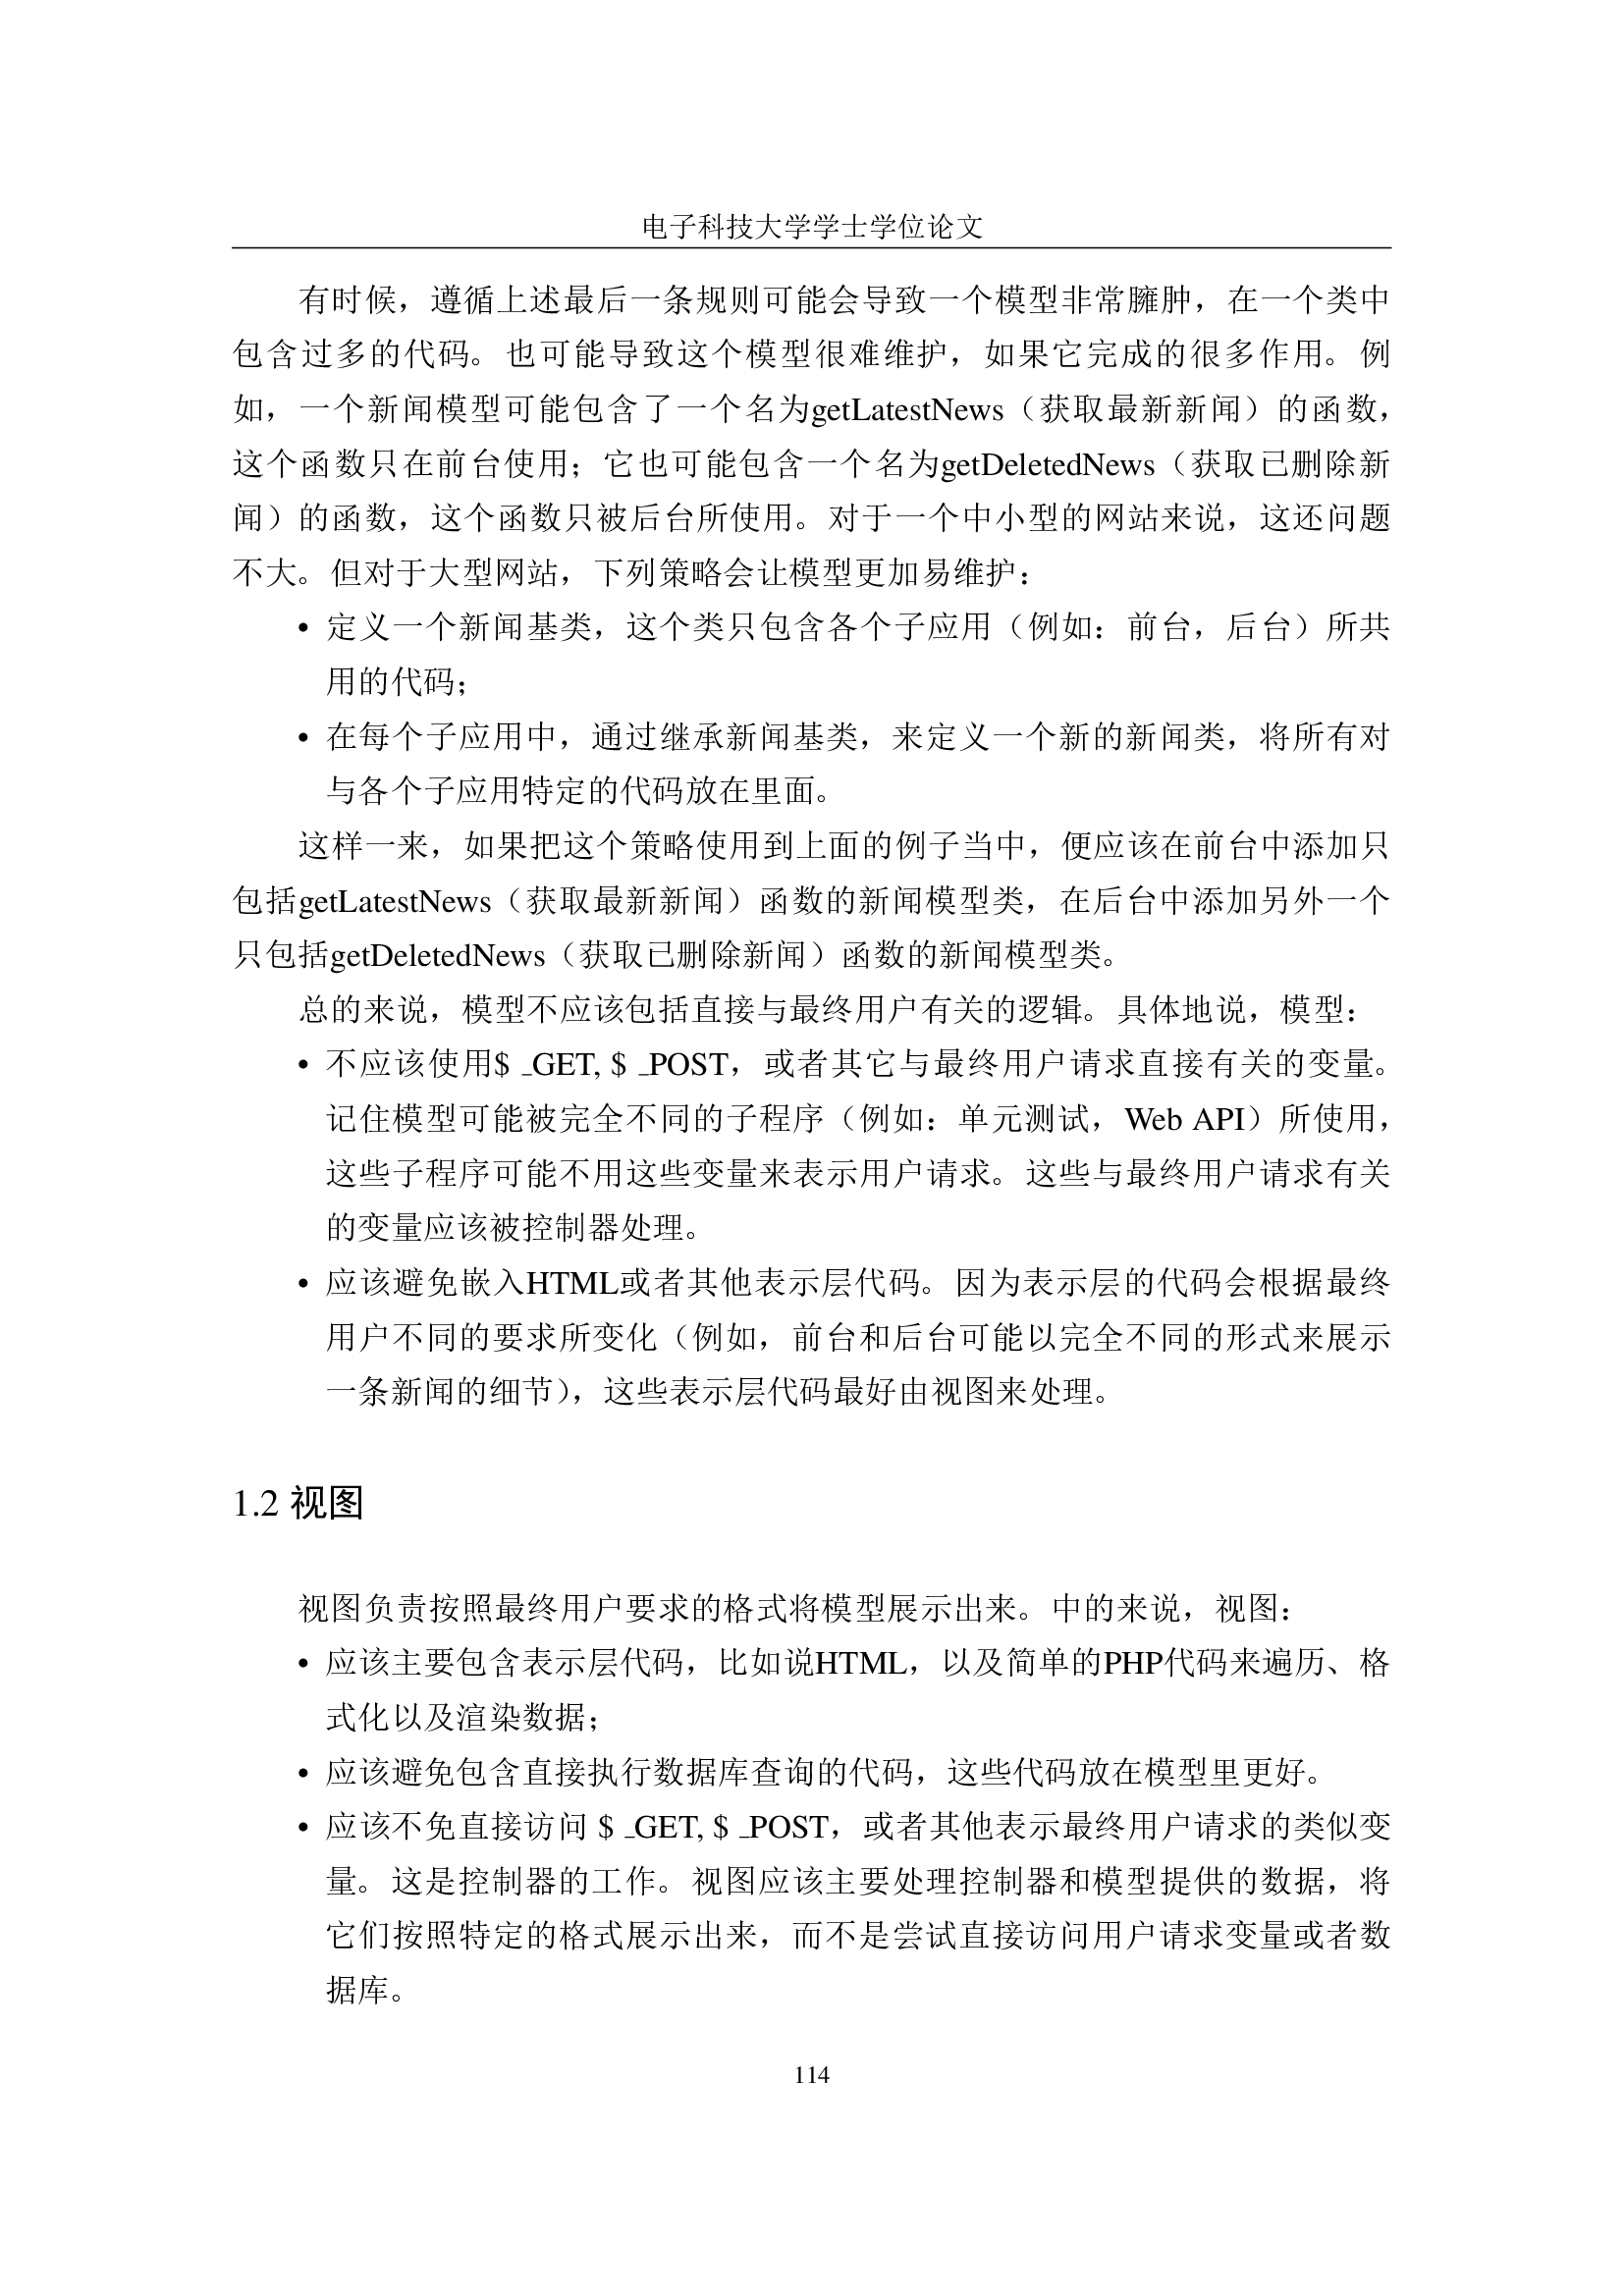 电子科技大学学士学位论文
有时候，遵循上述最后一条规则可能会导致一个模型非常臃肿，在一个类中
包含过多的代码。也可能导致这个模型很难维护，如果它完成的很多作用。例
如，一个新闻模型可能包含了一个名为getLatestNews（获取最新新闻）的函数，
这个函数只在前台使用；它也可能包含一个名为getDeletedNews（获取已删除新
闻）的函数，这个函数只被后台所使用。对于一个中小型的网站来说，这还问题
不大。但对于大型网站，下列策略会让模型更加易维护：
• 定义一个新闻基类，这个类只包含各个子应用（例如：前台，后台）所共
用的代码；
• 在每个子应用中，通过继承新闻基类，来定义一个新的新闻类，将所有对
与各个子应用特定的代码放在里面。
这样一来，如果把这个策略使用到上面的例子当中，便应该在前台中添加只
包括getLatestNews（获取最新新闻）函数的新闻模型类，在后台中添加另外一个
只包括getDeletedNews（获取已删除新闻）函数的新闻模型类。
总的来说，模型不应该包括直接与最终用户有关的逻辑。具体地说，模型：
• 不应该使用$ _GET, $ _POST，或者其它与最终用户请求直接有关的变量。
记住模型可能被完全不同的子程序（例如：单元测试，Web API）所使用，
这些子程序可能不用这些变量来表示用户请求。这些与最终用户请求有关
的变量应该被控制器处理。
• 应该避免嵌入HTML或者其他表示层代码。因为表示层的代码会根据最终
用户不同的要求所变化（例如，前台和后台可能以完全不同的形式来展示
一条新闻的细节），这些表示层代码最好由视图来处理。
1.2 视图
视图负责按照最终用户要求的格式将模型展示出来。中的来说，视图：
• 应该主要包含表示层代码，比如说HTML，以及简单的PHP代码来遍历、格
式化以及渲染数据；
• 应该避免包含直接执行数据库查询的代码，这些代码放在模型里更好。
• 应该不免直接访问 $ _GET, $ _POST，或者其他表示最终用户请求的类似变
量。这是控制器的工作。视图应该主要处理控制器和模型提供的数据，将
它们按照特定的格式展示出来，而不是尝试直接访问用户请求变量或者数
据库。
114